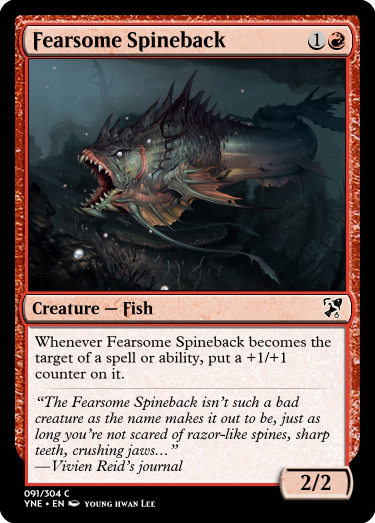 Fearsome Spineback 1
Creature — Fish
Whenever Fearsome Spineback becomes the
target of a spell or ability, put a +1/+1
counter on it.
“The Fearsome Spineback isn't such a bad
creature as the name makes it out to be, just as
long you're not scared of razor-like spines, sharp
teeth, crushing jaws…”
—Vivien Reid's journal
2/2
091/304 C
YNE • EN YOUNG HWAN LEE